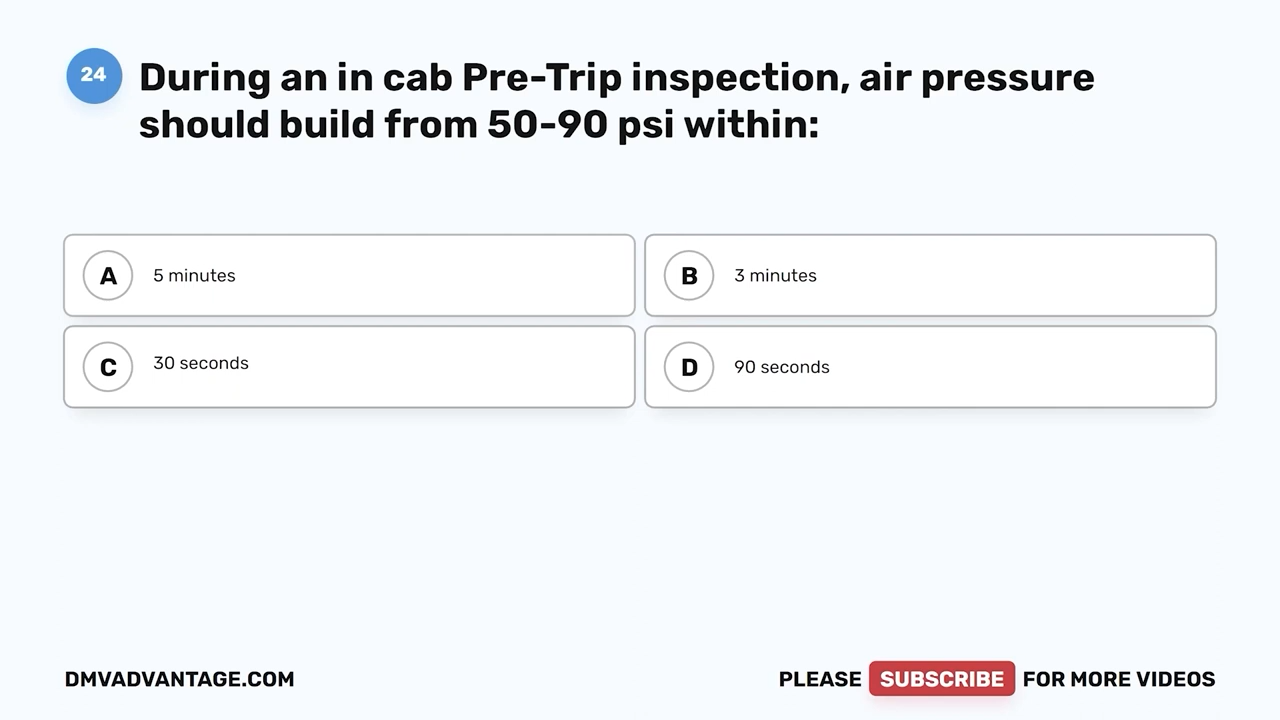 24
During an in cab Pre-Trip inspection, air pressure
should build from 50-90 psi within:
A 5 minutes
B 3 minutes
C 30 seconds
D 90 seconds
DMVADVANTAGE.COM
PLEASE SUBSCRIBE FOR MORE VIDEOS